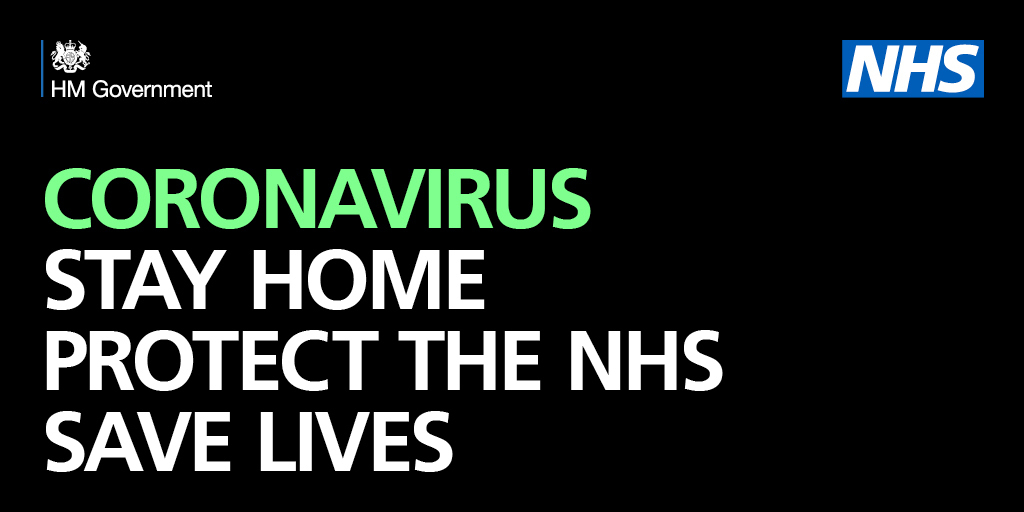 HM Government
NHS
CORONAVIRUS
STAY HOME
PROTECT THE NHS
SAVE LIVES